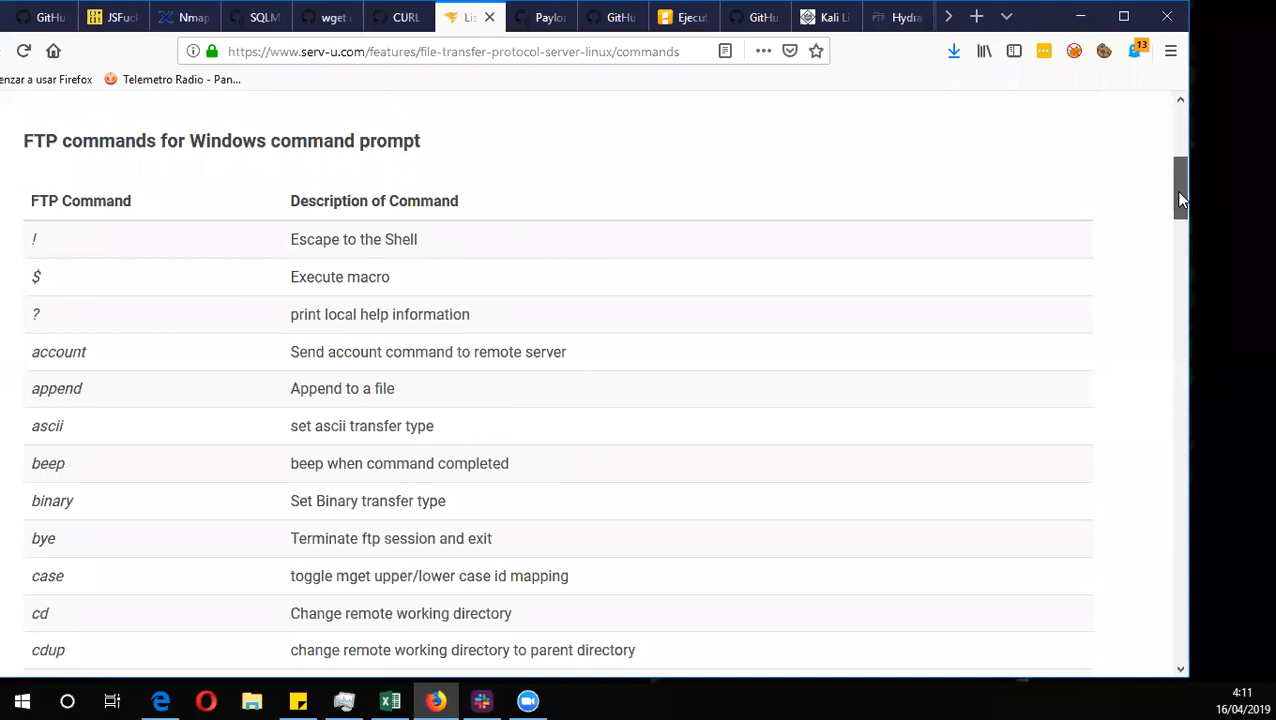 GitHu JSFuc Nmap SQLM wget CURL Lis Paylo GitHu Ejecut GitHu Kali Li Hydra
https://www.serv-u.com/features/file-transfer-protocol-server-linux/commands
13
enzar a usar Firefox Telemetro Radio - Pan...
FTP commands for Windows command prompt
FTP Command Description of Command
! Escape to the Shell
$ Execute macro
? print local help information
account Send account command to remote server
append Append to a file
ascii set ascii transfer type
beep beep when command completed
binary Set Binary transfer type
bye Terminate ftp session and exit
case toggle mget upper/lower case id mapping
cd Change remote working directory
cdup change remote working directory to parent directory
4:11
16/04/2019